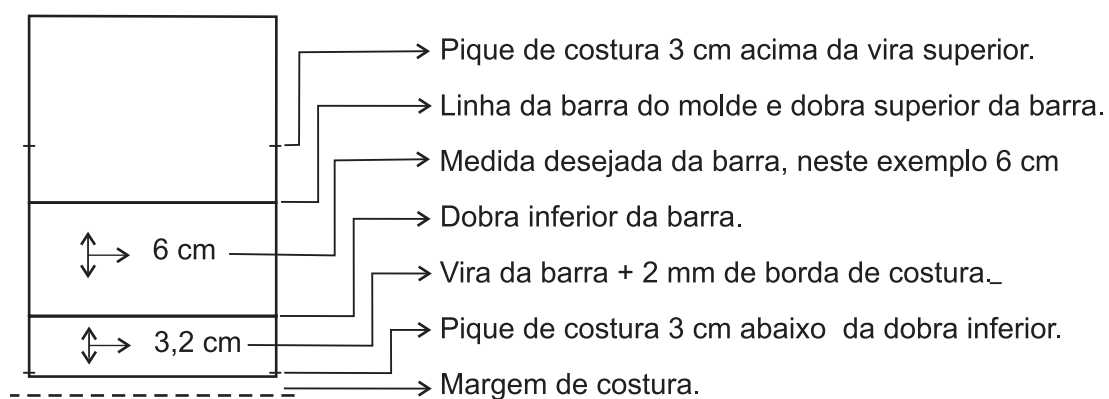 Pique de costura 3 cm acima da vira superior.
Linha da barra do molde e dobra superior da barra.
Medida desejada da barra, neste exemplo 6 cm
Dobra inferior da barra.
6 cm
Vira da barra + 2 mm de borda de costura._
3,2 cm
Pique de costura 3 cm abaixo da dobra inferior.
Margem de costura.